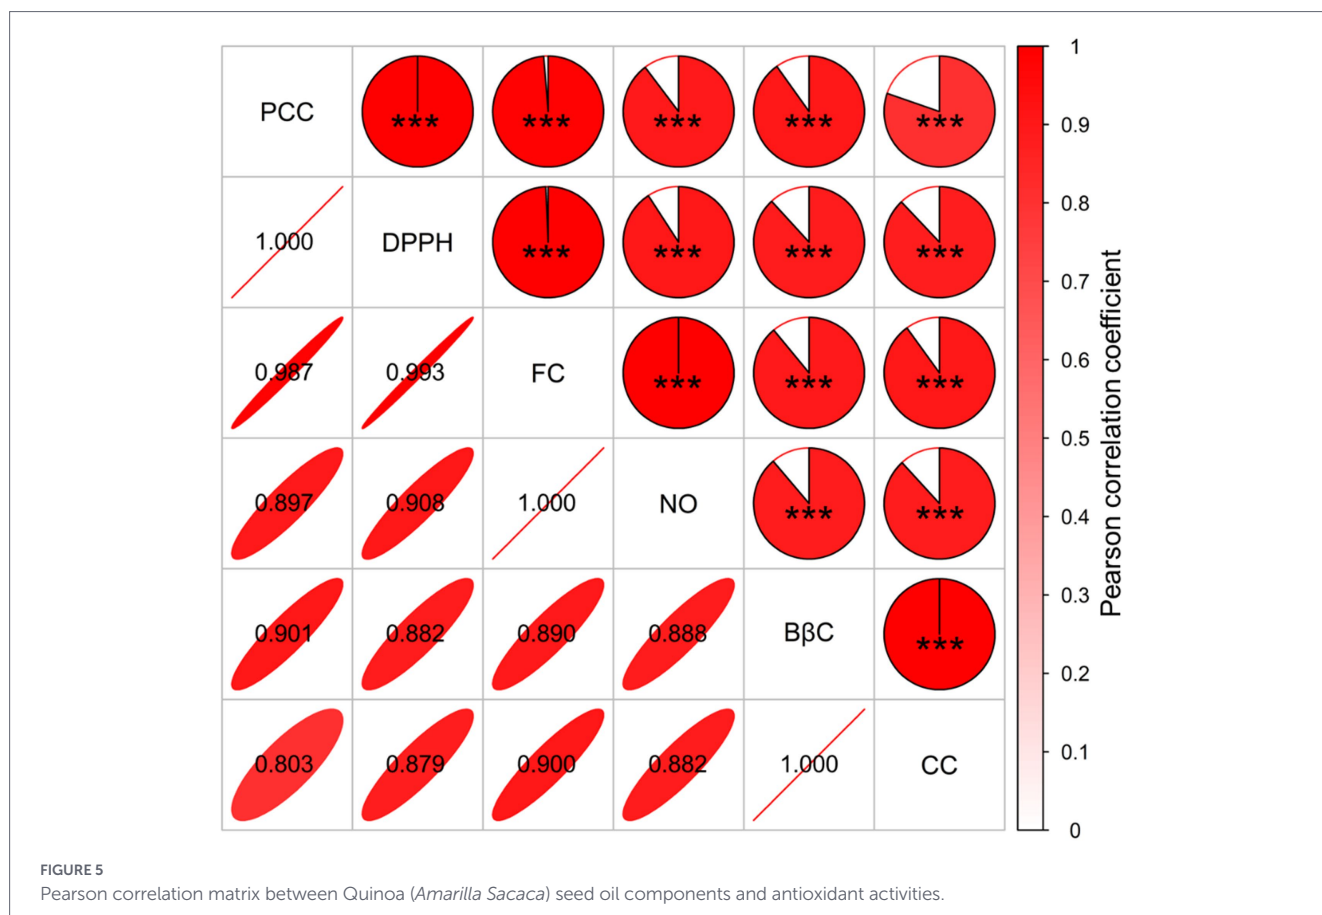 PCC *** *** *** *** ***
1.000 DPPH *** *** *** ***
0.987 0.993 FC *** *** ***
0.897 0.908 1.000 NO *** ***
0.901 0.882 0.890 0.888 BβC ***
0.803 0.879 0.900 0.882 1.000 CC
1
0.9
0.8
0.7
0.6
0.5
0.4
0.3
0.2
0.1
0
Pearson correlation coefficient
FIGURE 5
Pearson correlation matrix between Quinoa (Amarilla Sacaca) seed oil components and antioxidant activities.